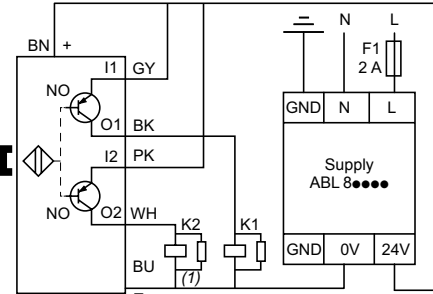 N L
BN +
F1
2 A
I1 GY
NO
GND N L
O1 BK
I2 PK
Supply
ABL 8●●●●
NO
O2 WH
K2 K1
GND 0V 24V
BU
(1)
–